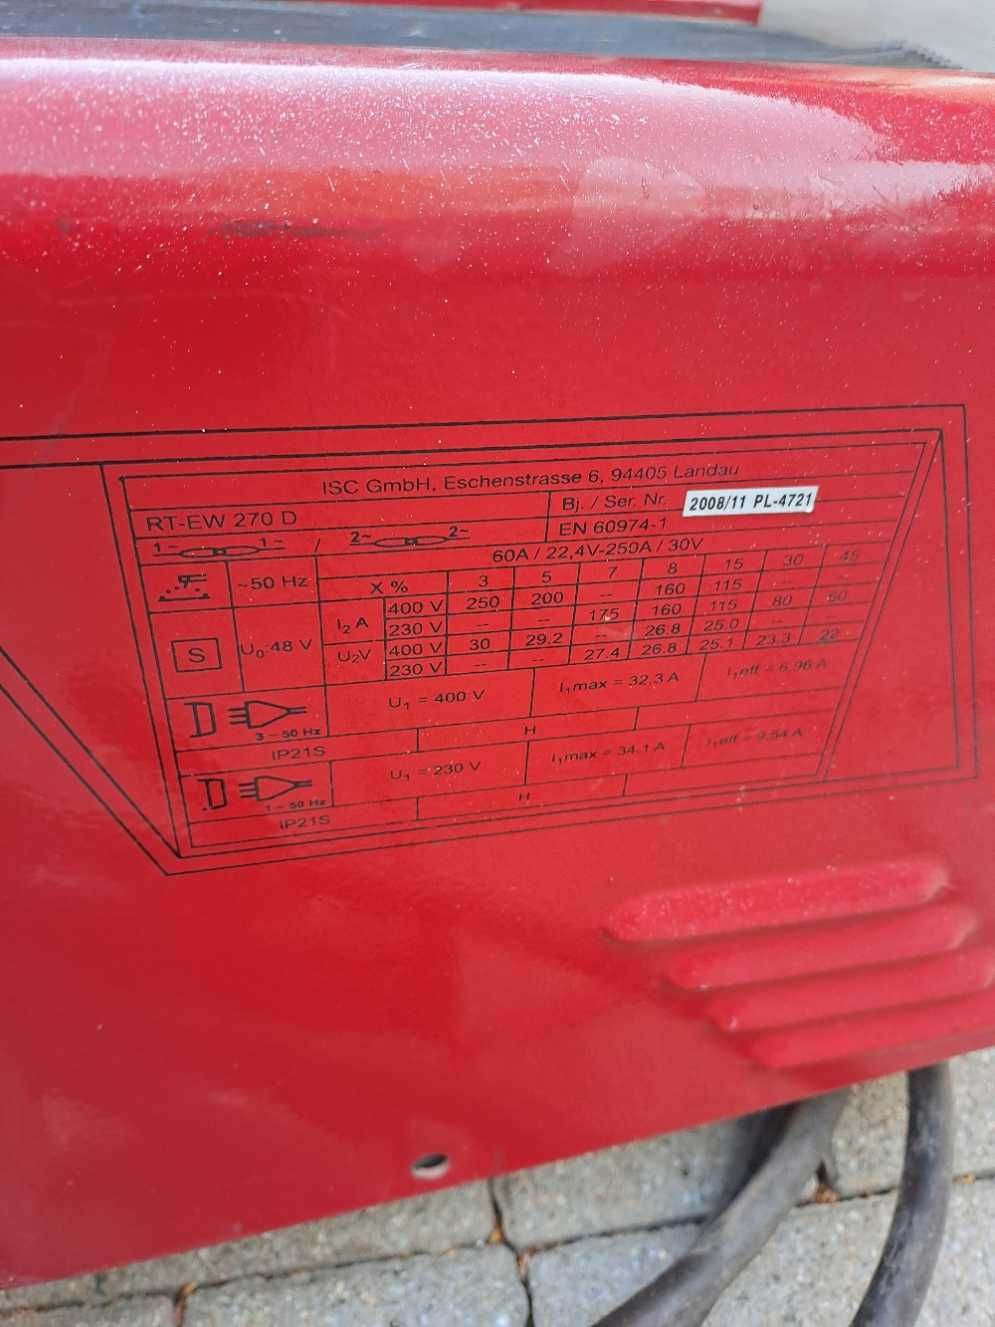 ISC GmbH, Eschenstrasse 6, 94405 Landau
RT-EW 270 D
Bj. / Ser. Nr. 2008/11 PL-4721
EN 60974-1
1~ 1~ / 2~ 2~
60A / 22,4V-250A / 30V
~50 Hz
X % 3 5 7 8 15 30 45
I2 A 400 V 250 200 -- 160 115 -- --
230 V -- -- 175 160 115 80 60
S U0 48 V
U2V 400 V 30 29.2 -- 26.8 25.0 -- --
230 V -- -- 27.4 26.8 25.1 23.3 22
3 ~ 50 Hz U1 = 400 V I1max = 32,3 A I1eff = 6,96 A
IP21S H
1 ~ 50 Hz U1 = 230 V I1max = 34,1 A I1eff = 9,54 A
IP21S H